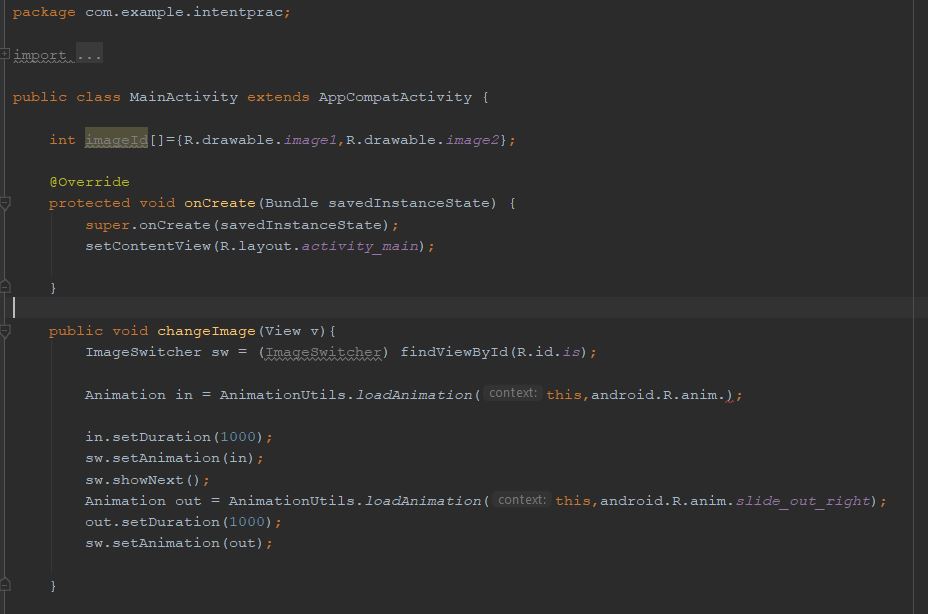 package com.example.intentprac;
import ...
public class MainActivity extends AppCompatActivity {
int imageId[]={R.drawable.image1,R.drawable.image2};
@Override
protected void onCreate(Bundle savedInstanceState) {
super.onCreate(savedInstanceState);
setContentView(R.layout.activity_main);
}
public void changeImage(View v){
ImageSwitcher sw = (ImageSwitcher) findViewById(R.id.is);
Animation in = AnimationUtils.loadAnimation( context: this,android.R.anim.);
in.setDuration(1000);
sw.setAnimation(in);
sw.showNext();
Animation out = AnimationUtils.loadAnimation( context: this,android.R.anim.slide_out_right);
out.setDuration(1000);
sw.setAnimation(out);
}